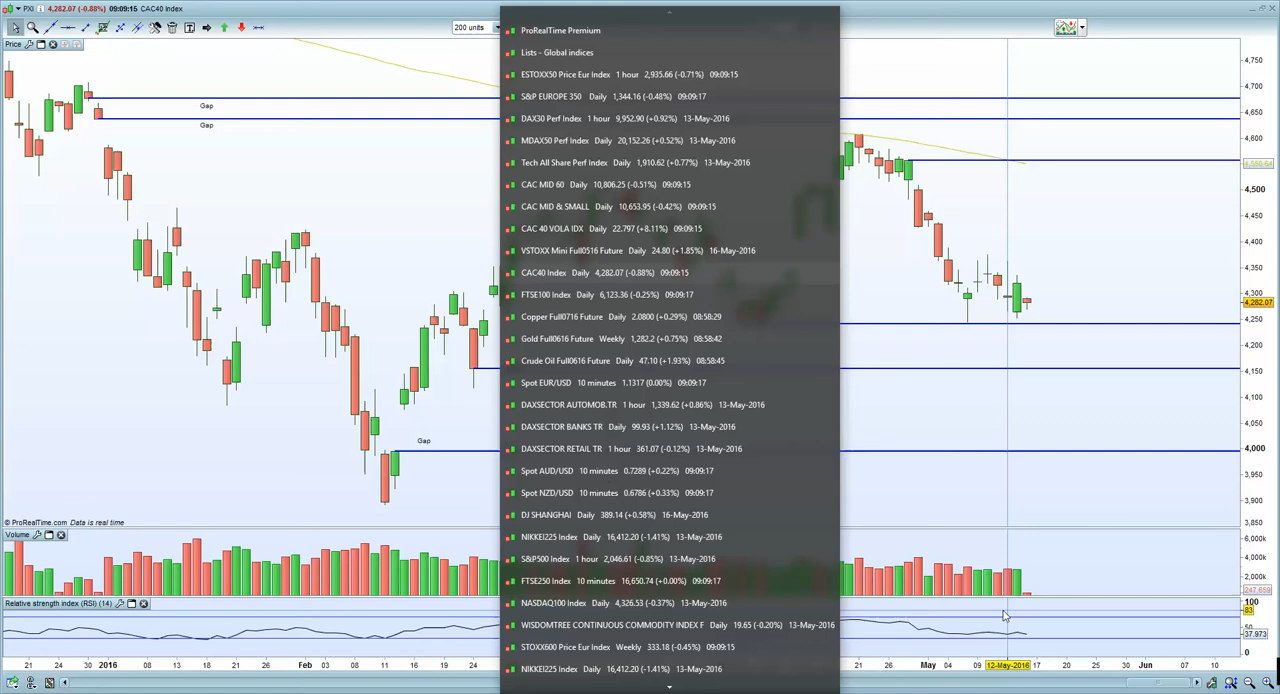 PXI 4,282.07 (-0.88%) 09:09:15 CAC40 Index
200 units
Price
Gap
Gap
Gap
ProRealTime Premium
Lists - Global indices
ESTOXX50 Price Eur Index 1 hour 2,935.66 (-0.71%) 09:09:15
S&P EUROPE 350 Daily 1,344.16 (-0.48%) 09:09:17
DAX30 Perf Index 1 hour 9,952.90 (+0.92%) 13-May-2016
MDAX50 Perf Index Daily 20,152.26 (+0.52%) 13-May-2016
Tech All Share Perf Index Daily 1,910.62 (+0.77%) 13-May-2016
CAC MID 60 Daily 10,806.25 (-0.51%) 09:09:15
CAC MID & SMALL Daily 10,653.95 (-0.42%) 09:09:15
CAC 40 VOLA IDX Daily 22.797 (+8.11%) 09:09:15
VSTOXX Mini Full0516 Future Daily 24.80 (+1.85%) 16-May-2016
CAC40 Index Daily 4,282.07 (-0.88%) 09:09:15
FTSE100 Index Daily 6,123.36 (-0.25%) 09:09:17
Copper Full0716 Future Daily 2.0800 (+0.29%) 08:58:29
Gold Full0616 Future Weekly 1,282.2 (+0.75%) 08:58:42
Crude Oil Full0616 Future Daily 47.10 (+1.93%) 08:58:45
Spot EUR/USD 10 minutes 1.1317 (0.00%) 09:09:17
DAXSECTOR AUTOMOB.TR 1 hour 1,339.62 (+0.86%) 13-May-2016
DAXSECTOR BANKS TR Daily 99.93 (+1.12%) 13-May-2016
DAXSECTOR RETAIL TR 1 hour 361.07 (-0.12%) 13-May-2016
Spot AUD/USD 10 minutes 0.7289 (+0.22%) 09:09:17
Spot NZD/USD 10 minutes 0.6786 (+0.33%) 09:09:17
DJ SHANGHAI Daily 389.14 (+0.58%) 16-May-2016
NIKKEI225 Index Daily 16,412.20 (-1.41%) 13-May-2016
S&P500 Index 1 hour 2,046.61 (-0.85%) 13-May-2016
FTSE250 Index 10 minutes 16,650.74 (+0.00%) 09:09:17
NASDAQ100 Index Daily 4,326.53 (-0.37%) 13-May-2016
WISDOMTREE CONTINUOUS COMMODITY INDEX F Daily 19.65 (-0.20%) 13-May-2016
STOXX600 Price Eur Index Weekly 333.18 (-0.45%) 09:09:15
NIKKEI225 Index Daily 16,412.20 (-1.41%) 13-May-2016
4,750
4,700
4,650
4,600
4,500
4,450
4,400
4,350
4,300
4,282.07
4,250
4,200
4,150
4,100
4,050
4,000
3,950
3,900
3,850
© ProRealTime.com Data is real time
Volume
6,000k
4,000k
2,000k
247.659
Relative strength index (RSI) (14)
100
83
50
37.973
0
21 24 28 30 2016 08 13 18 21 26 Feb 03 08 11 16 19 24 21 26 May 04 09 12-May-2016 17 20 25 30 Jun 07 10